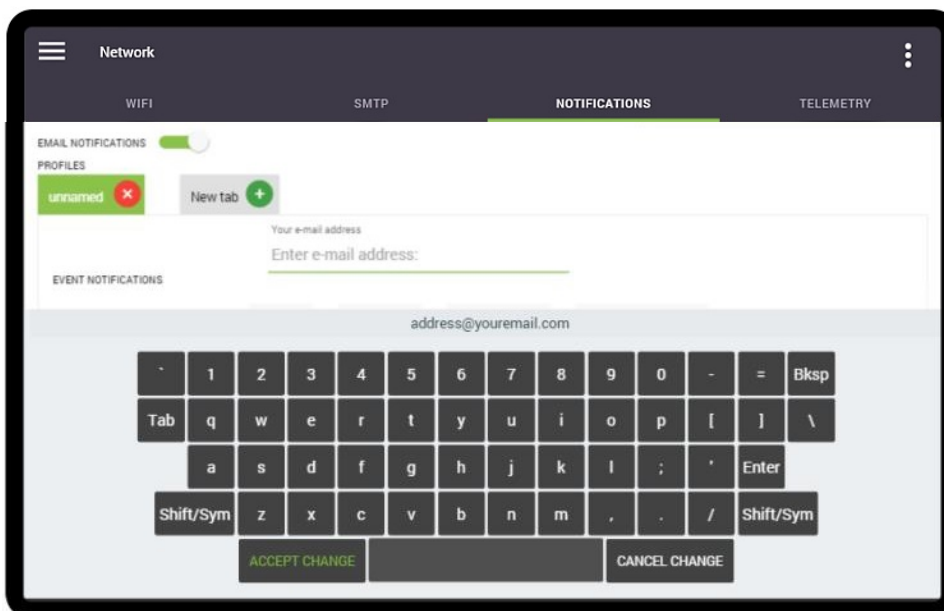 Network
WIFI SMTP NOTIFICATIONS TELEMETRY
EMAIL NOTIFICATIONS
PROFILES
unnamed New tab
Your e-mail address
Enter e-mail address:
EVENT NOTIFICATIONS
address@youremail.com
` 1 2 3 4 5 6 7 8 9 0 - = Bksp
Tab q w e r t y u i o p [ ] \
a s d f g h j k l ; ' Enter
Shift/Sym z x c v b n m , . / Shift/Sym
ACCEPT CHANGE CANCEL CHANGE